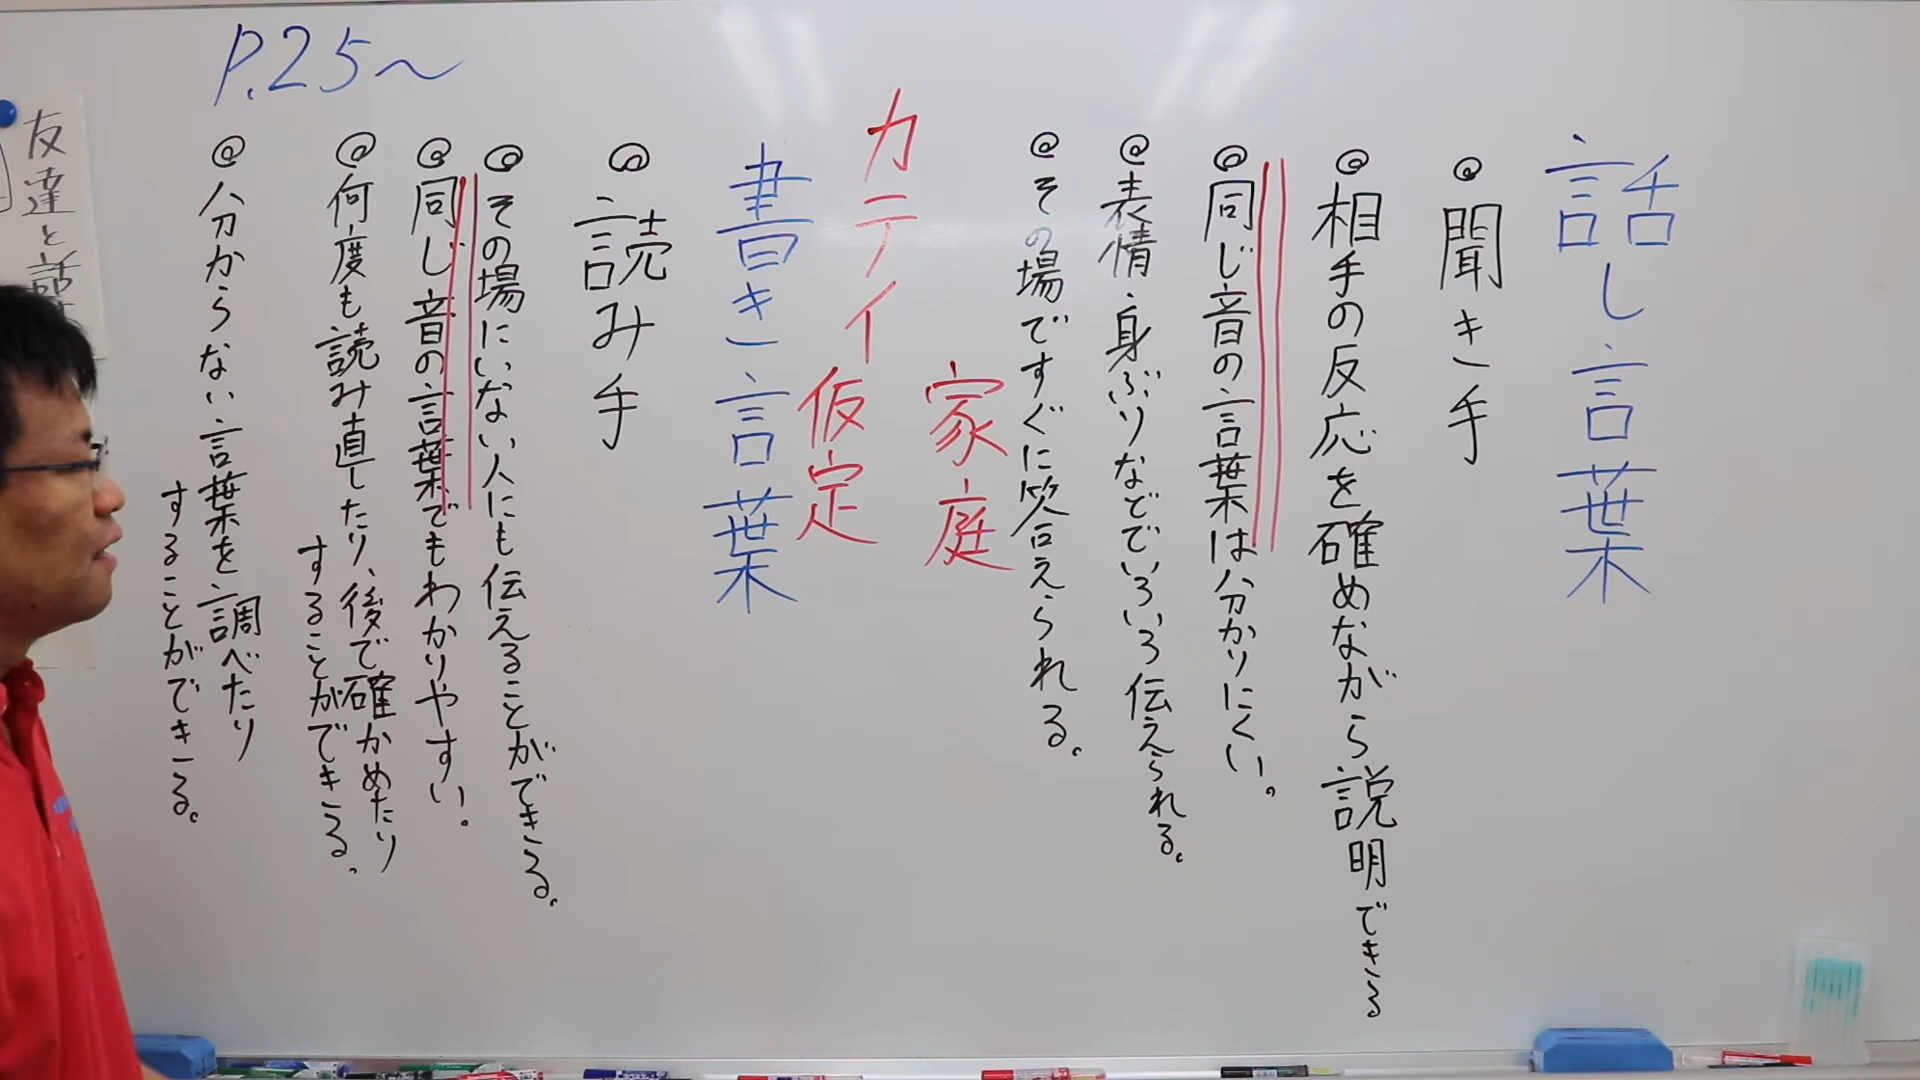 P.25〜
話し言葉
@聞き手
@相手の反応を確めながら説明できる
@同じ音の言葉は分かりにくい。
@表情・身ぶりなどでいろいろ伝えられる。
@その場ですぐに答えられる。
カテイ
家庭
仮定
書き言葉
@読み手
@その場にいない人にも伝えることができる。
@同じ音の言葉でもわかりやすい。
@何度も読み直したり、後で確かめたり
することができる。
@分からない言葉を調べたり
することができる。
友達と話